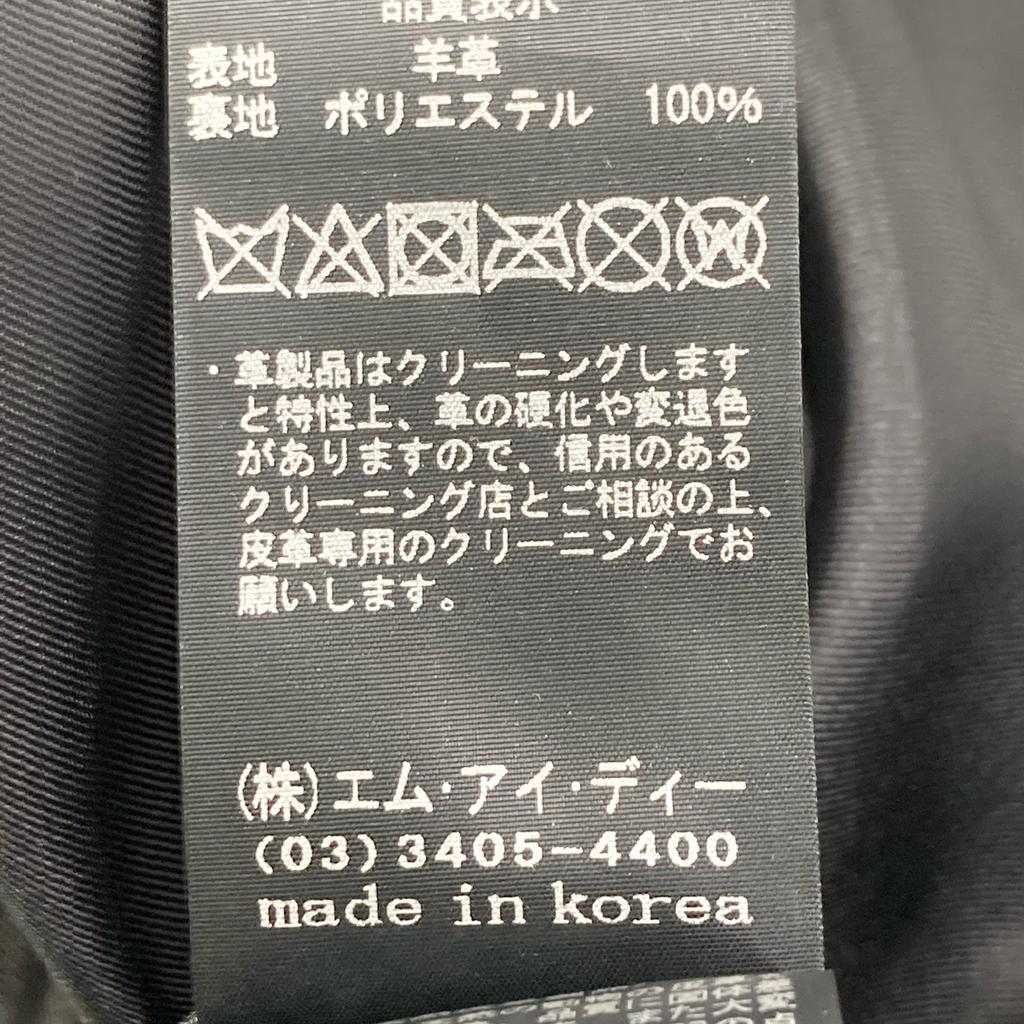 品質表示
表地 羊革
裏地 ポリエステル 100%
・革製品はクリーニングします
と特性上、革の硬化や変退色
がありますので、信用のある
クリーニング店とご相談の上、
皮革専用のクリーニングでお
願いします。
(株)エム・アイ・ディー
(03)3405-4400
made in korea